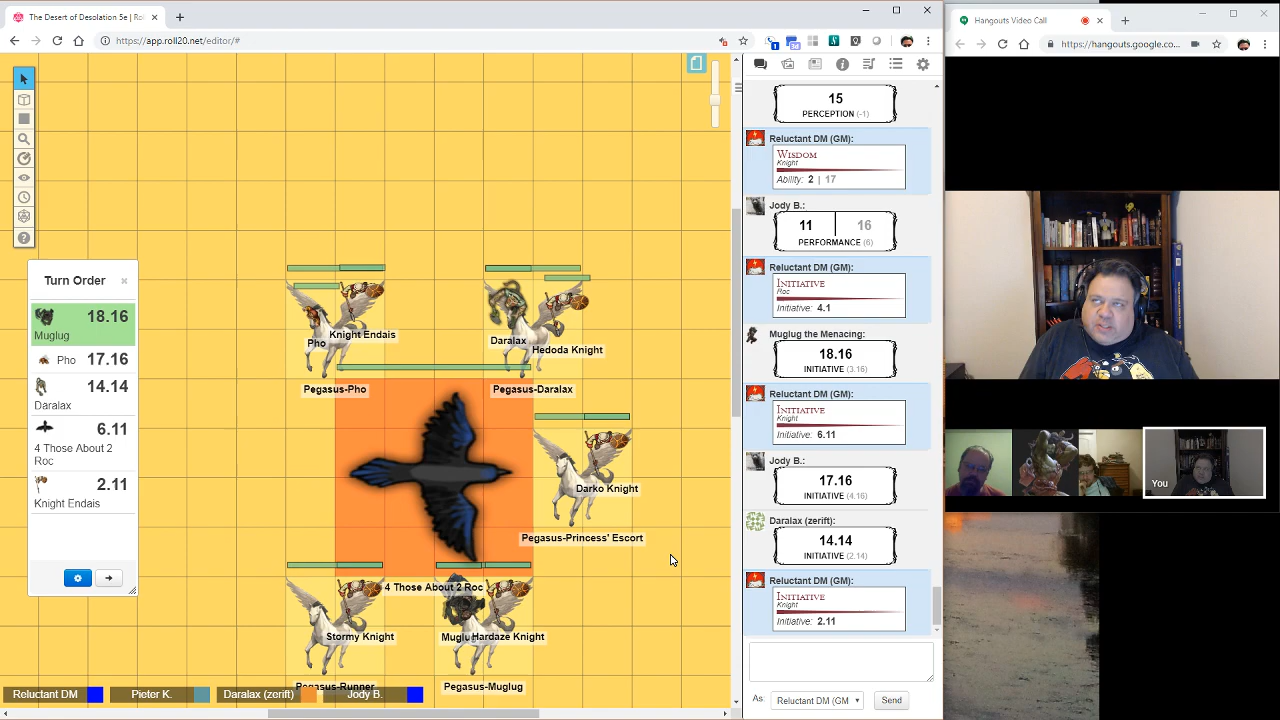 The Desert of Desolation 5e | Rol
https://app.roll20.net/editor/#
Turn Order
18.16
Muglug
Pho 17.16
14.14
Daralax
6.11
4 Those About 2
Roc
2.11
Knight Endais
Pho
Knight Endais
Pegasus-Pho
Daralax
Hedoda Knight
Pegasus-Daralax
Darko Knight
Pegasus-Princess' Escort
4 Those About 2 Roc
Stormy Knight
Pegasus-Runner
Muglu
Hardaze Knight
Pegasus-Muglug
Reluctant DM
Pieter K.
Daralax (zerift)
Jody B.
15
PERCEPTION (-1)
Reluctant DM (GM):
Wisdom
Knight
Ability: 2 | 17
Jody B.:
11 16
PERFORMANCE (6)
Reluctant DM (GM):
Initiative
Roc
Initiative: 4.1
Muglug the Menacing:
18.16
INITIATIVE (3.16)
Reluctant DM (GM):
Initiative
Knight
Initiative: 6.11
Jody B.:
17.16
INITIATIVE (4.16)
Daralax (zerift):
14.14
INITIATIVE (2.14)
Reluctant DM (GM):
Initiative
Knight
Initiative: 2.11
As: Reluctant DM (GM
Send
Hangouts Video Call
https://hangouts.google.co...
You